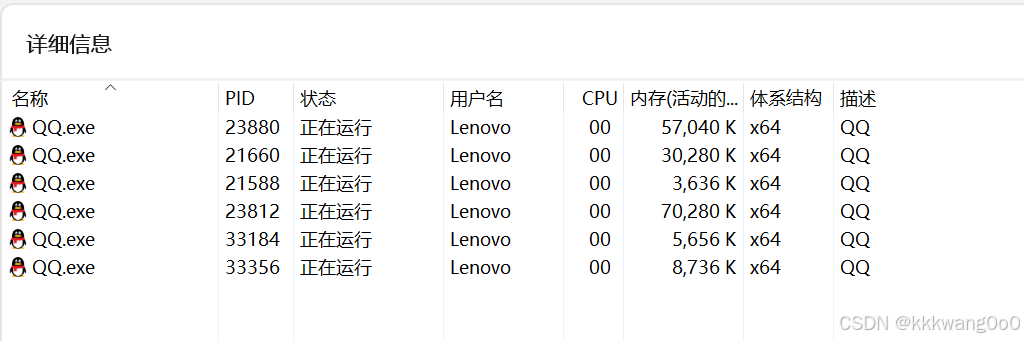 详细信息
名称 PID 状态 用户名 CPU 内存(活动的... 体系结构 描述
QQ.exe 23880 正在运行 Lenovo 00 57,040 K x64 QQ
QQ.exe 21660 正在运行 Lenovo 00 30,280 K x64 QQ
QQ.exe 21588 正在运行 Lenovo 00 3,636 K x64 QQ
QQ.exe 23812 正在运行 Lenovo 00 70,280 K x64 QQ
QQ.exe 33184 正在运行 Lenovo 00 5,656 K x64 QQ
QQ.exe 33356 正在运行 Lenovo 00 8,736 K x64 QQ
CSDN @kkkwang0o0